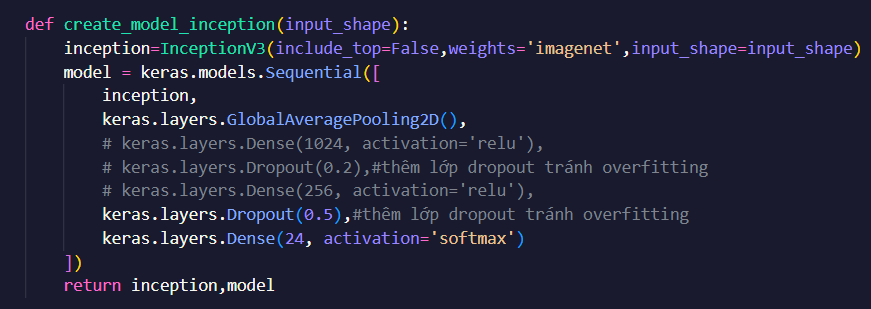 def create_model_inception(input_shape):
    inception=InceptionV3(include_top=False,weights='imagenet',input_shape=input_shape)
    model = keras.models.Sequential([
        inception,
        keras.layers.GlobalAveragePooling2D(),
        # keras.layers.Dense(1024, activation='relu'),
        # keras.layers.Dropout(0.2),#thêm lớp dropout tránh overfitting
        # keras.layers.Dense(256, activation='relu'),
        keras.layers.Dropout(0.5),#thêm lớp dropout tránh overfitting
        keras.layers.Dense(24, activation='softmax')
    ])
    return inception,model